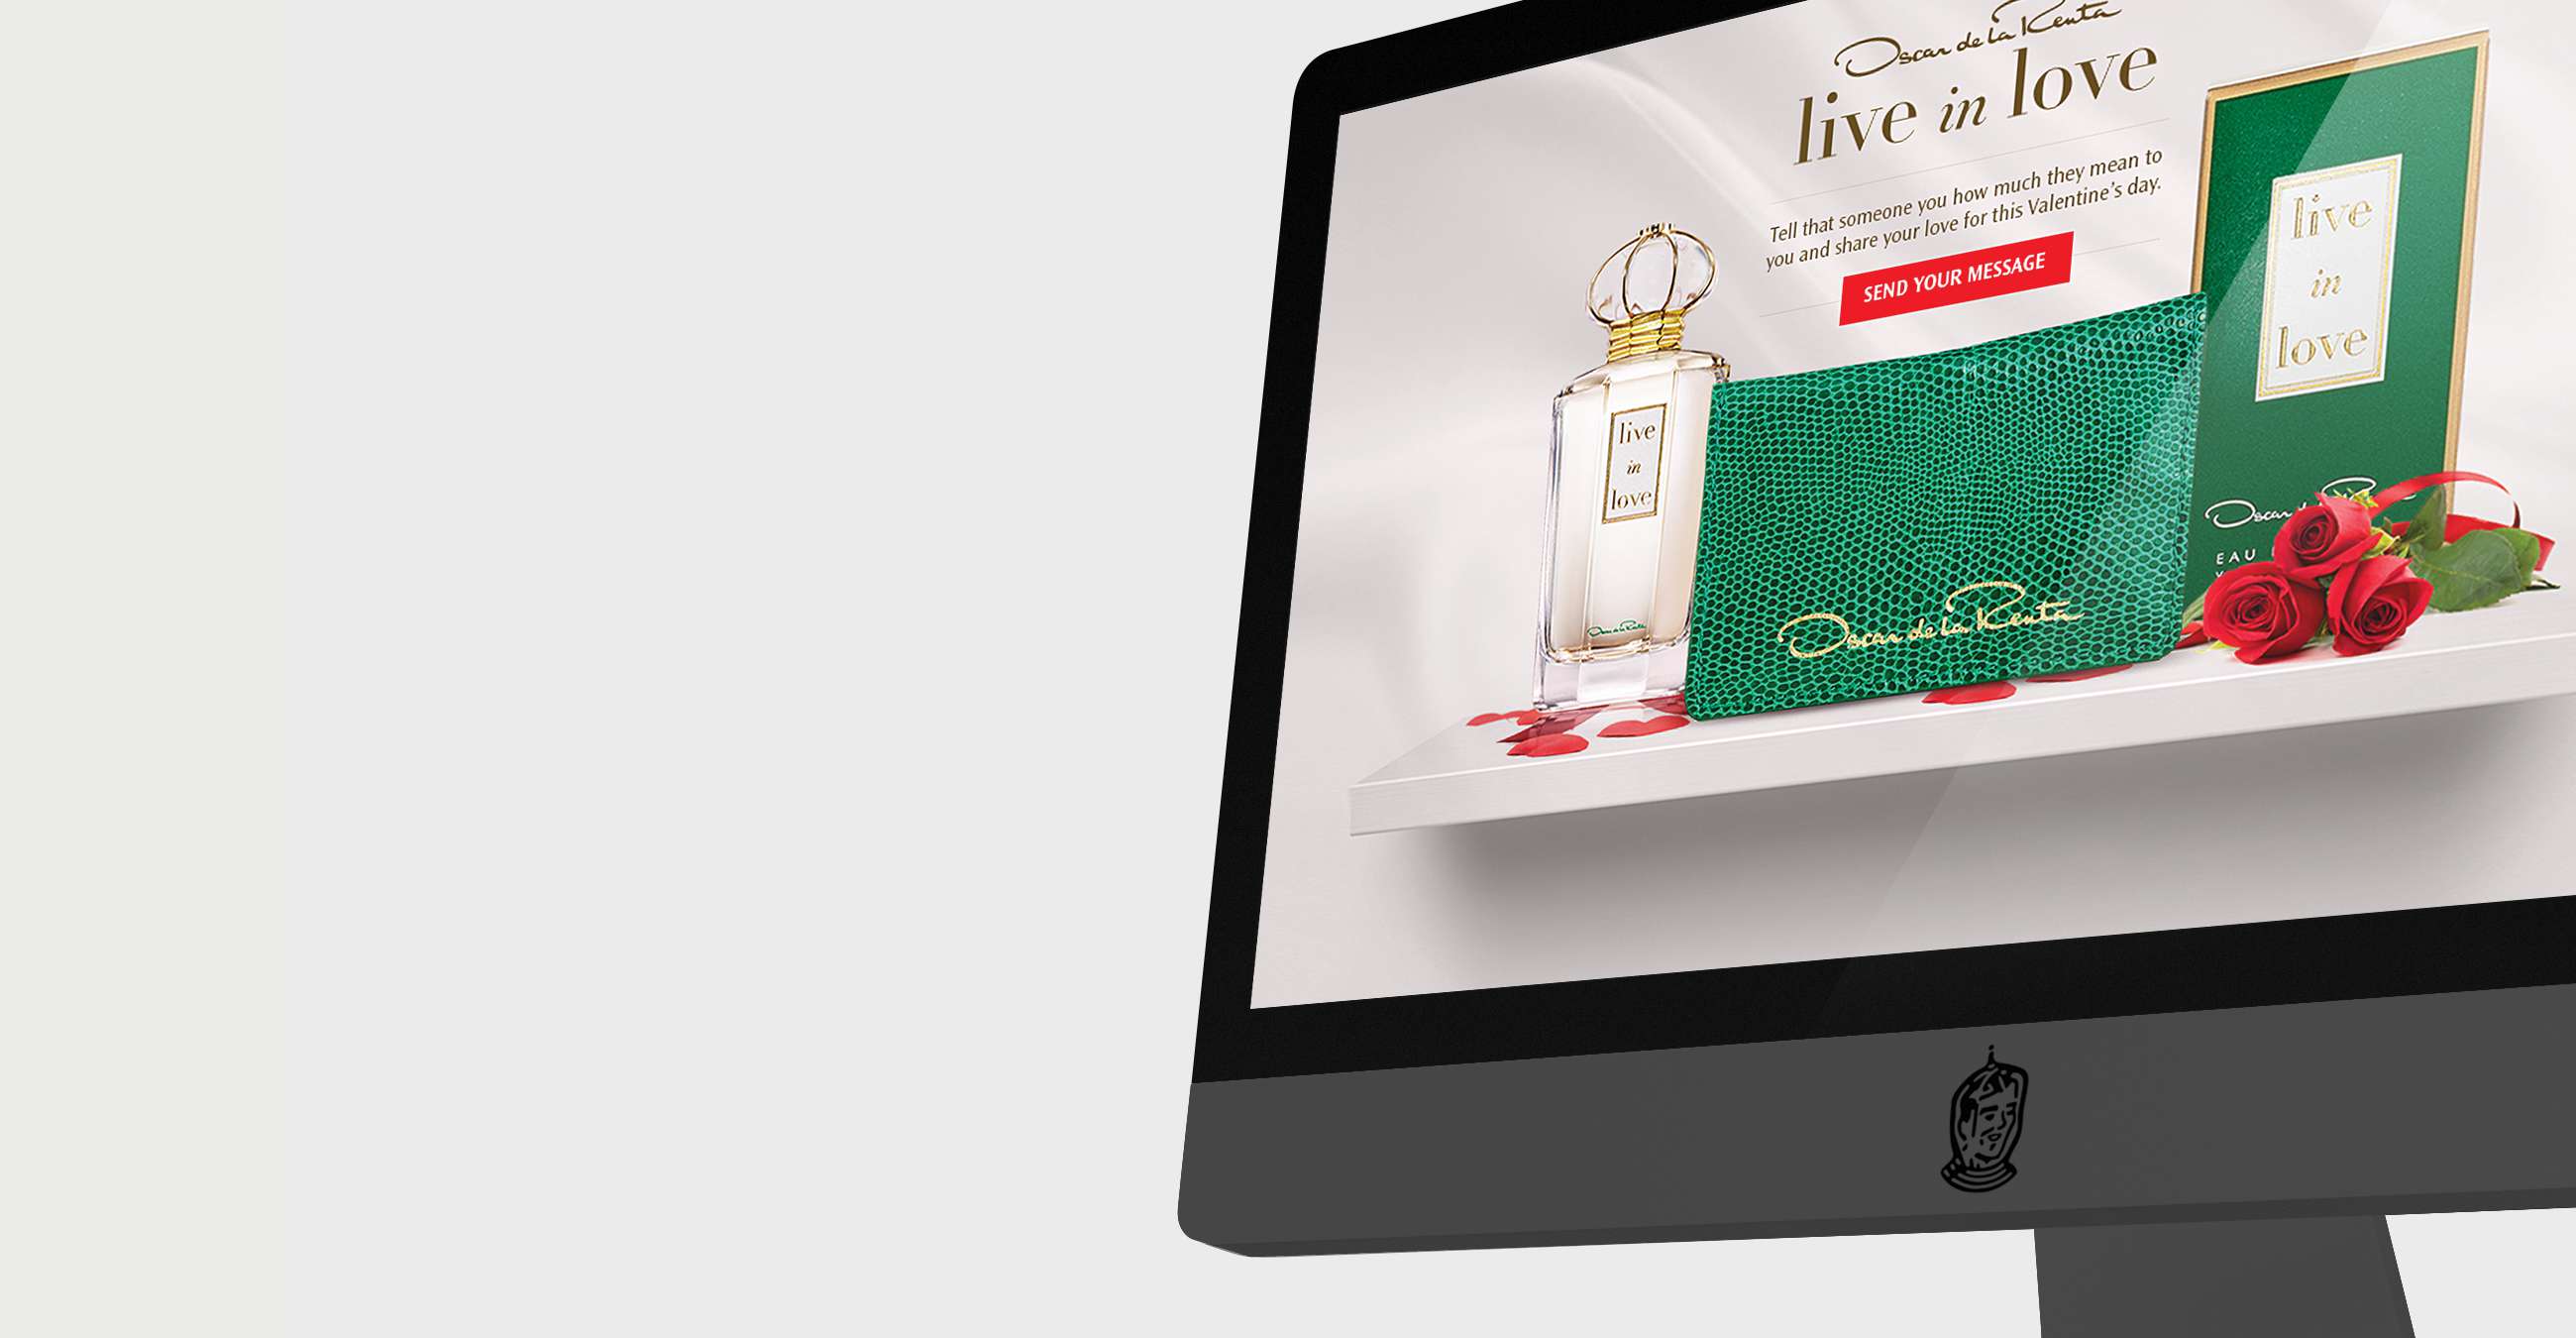 Oscar de la Renta
live in love
Tell that someone you how much they mean to
you and share your love for this Valentine's day.
SEND YOUR MESSAGE
live
in
love
Oscar de la Renta
live
in
love
Oscar de la Renta
Oscar
EAU